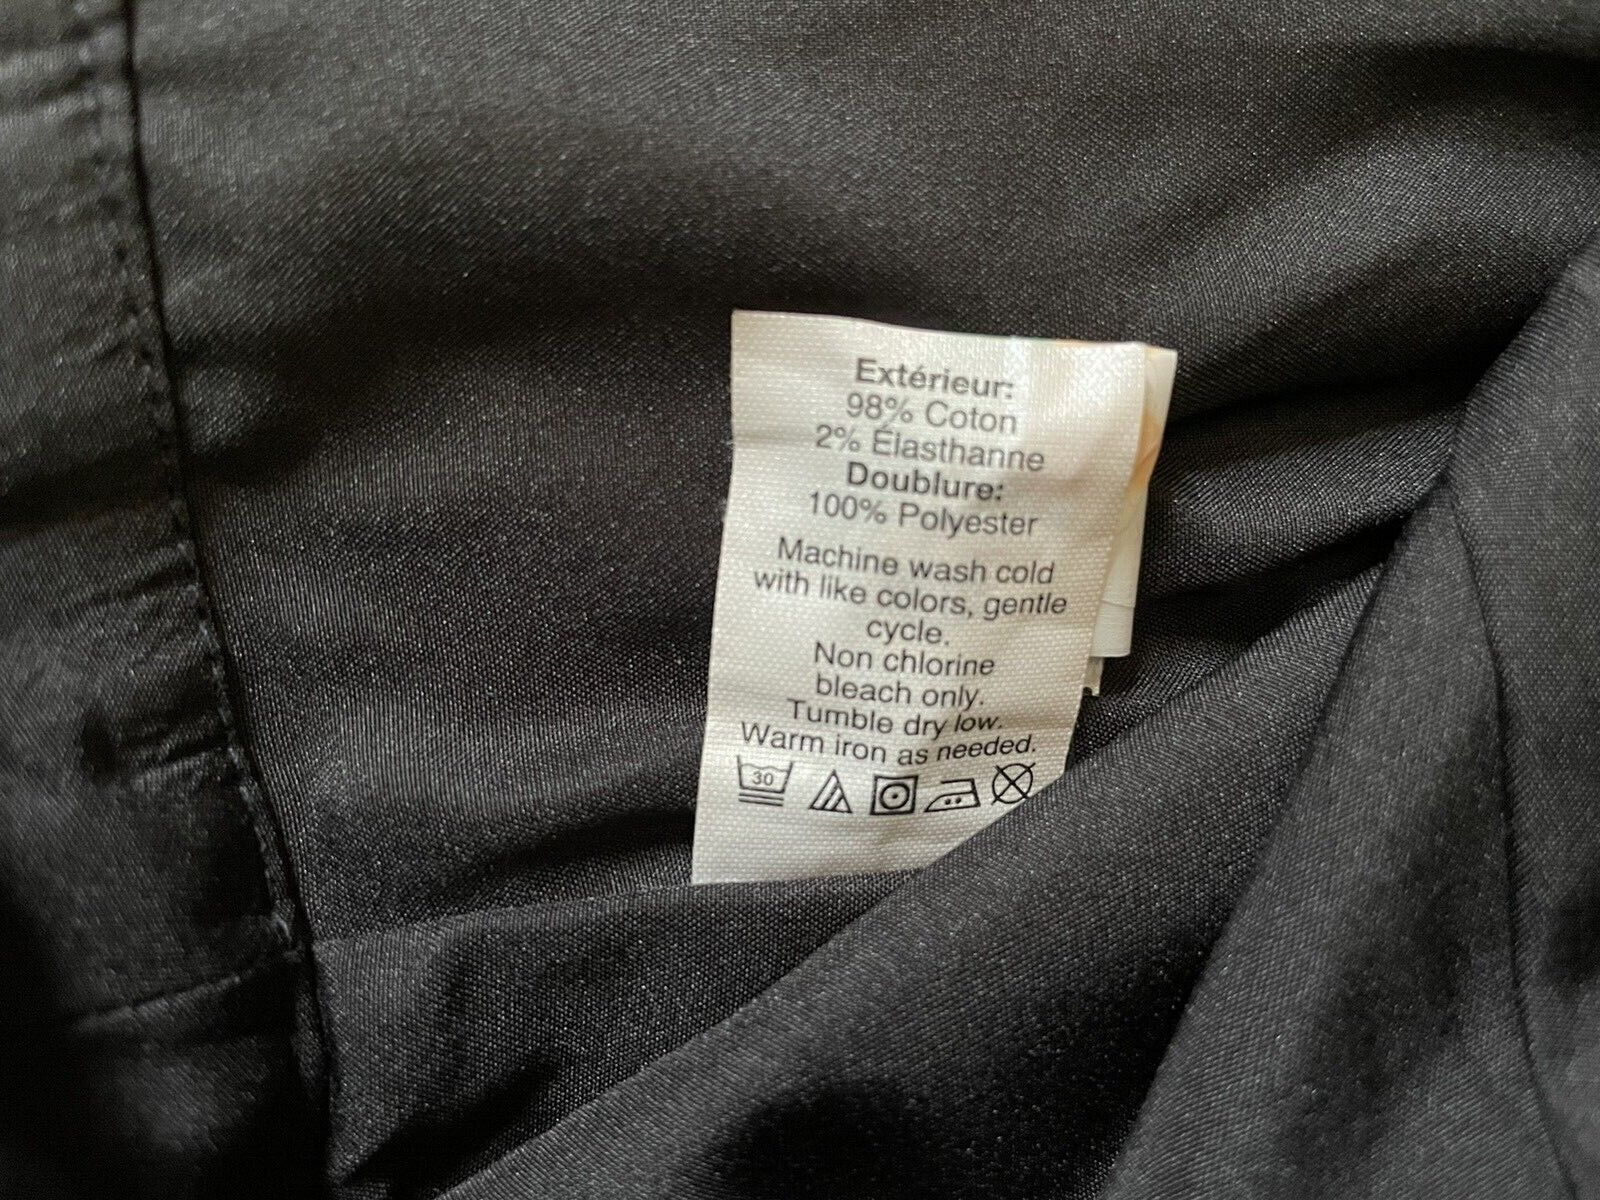 Extérieur:
98% Coton
2% Élasthanne
Doublure:
100% Polyester
Machine wash cold
with like colors, gentle
cycle.
Non chlorine
bleach only.
Tumble dry low.
Warm iron as needed.
30